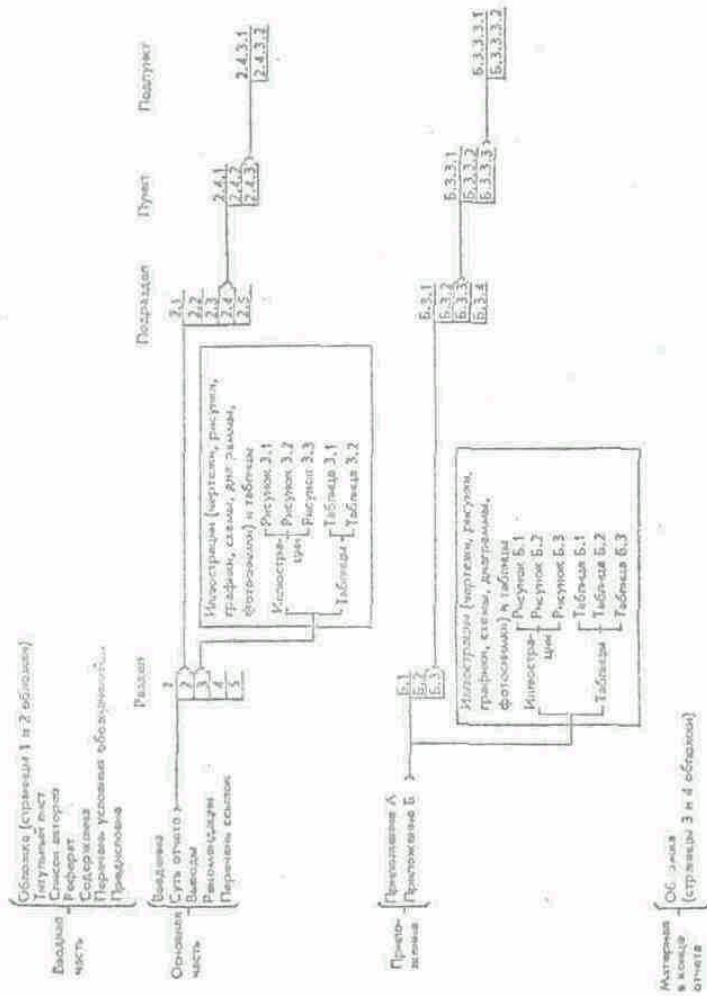 Вводная
часть
Обложка (страницы 1 и 2 обложки)
Титульный лист
Список авторов
Реферат
Содержание
Перечень условных обозначений...
Предисловие
Раздел
Подраздел
Пункт
Подпункт
Основная
часть
Введение
Суть отчета
Выводы
Рекомендации
Перечень ссылок
1
2
3
4
5
2.1
2.2
2.3
2.4
2.5
2.4.1
2.4.2
2.4.3
2.4.3.1
2.4.3.2
Иллюстрации (чертежи, рисунки,
графики, схемы, диаграммы,
фотоснимки) и таблицы
Иллюстра-
ции
Рисунок 3.1
Рисунок 3.2
Рисунок 3.3
Таблицы
Таблица 3.1
Таблица 3.2
Прило-
жения
Приложение А
Приложение Б
Б.1
Б.2
Б.3
Б.3.1
Б.3.2
Б.3.3
Б.3.4
Б.3.3.1
Б.3.3.2
Б.3.3.3
Б.3.3.3.1
Б.3.3.3.2
Иллюстрации (чертежи, рисунки,
графики, схемы, диаграммы,
фотоснимки) и таблицы
Иллюстра-
ции
Рисунок Б.1
Рисунок Б.2
Рисунок Б.3
Таблицы
Таблица Б.1
Таблица Б.2
Таблица Б.3
Материал
в конце
отчета
Обложка
(страницы 3 и 4 обложки)